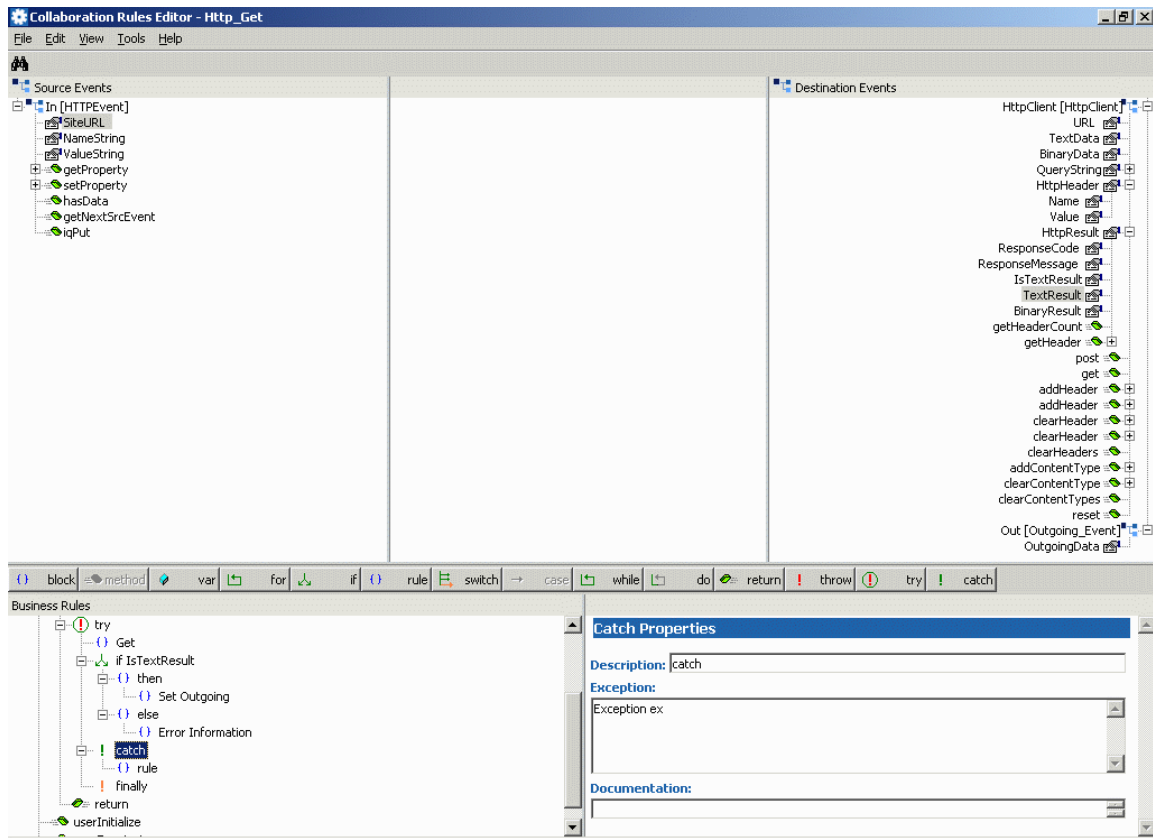 Collaboration Rules Editor - Http_Get
File Edit View Tools Help
Source Events
In [HTTPEvent]
SiteURL
NameString
ValueString
getProperty
setProperty
hasData
getNextSrcEvent
iqPut
Destination Events
HttpClient [HttpClient]
URL
TextData
BinaryData
QueryString
HttpHeader
Name
Value
HttpResult
ResponseCode
ResponseMessage
IsTextResult
TextResult
BinaryResult
getHeaderCount
getHeader
post
get
addHeader
addHeader
clearHeader
clearHeader
clearHeaders
addContentType
clearContentType
clearContentTypes
reset
Out [Outgoing_Event]
OutgoingData
block method var for if rule switch case while do return throw try catch
Business Rules
try
Get
if IsTextResult
then
Set Outgoing
else
Error Information
catch
rule
finally
return
userInitialize
Catch Properties
Description: catch
Exception:
Exception ex
Documentation: